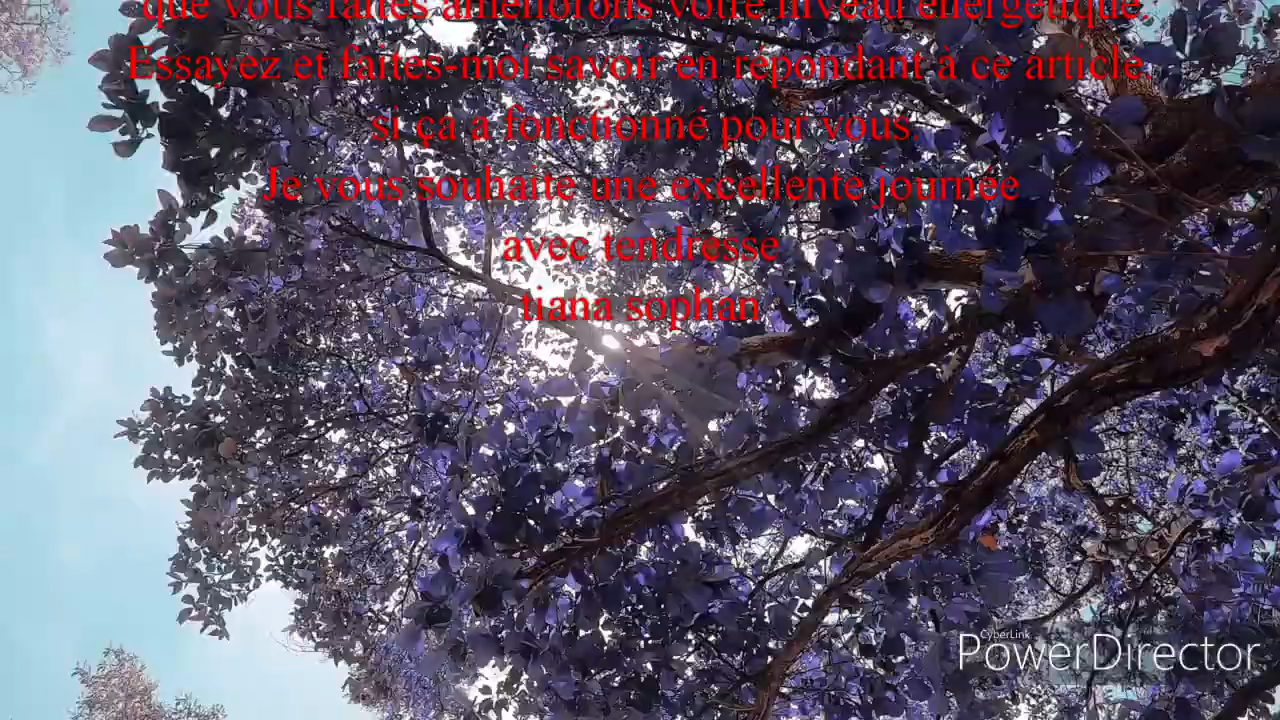 que vous faites améliorons votre niveau énergétique.
Essayez et faites-moi savoir en répondant à ce article
si ça a fonctionné pour vous.
Je vous souhaite une excellente journée
avec tendresse
tiana sophan
CyberLink
PowerDirector